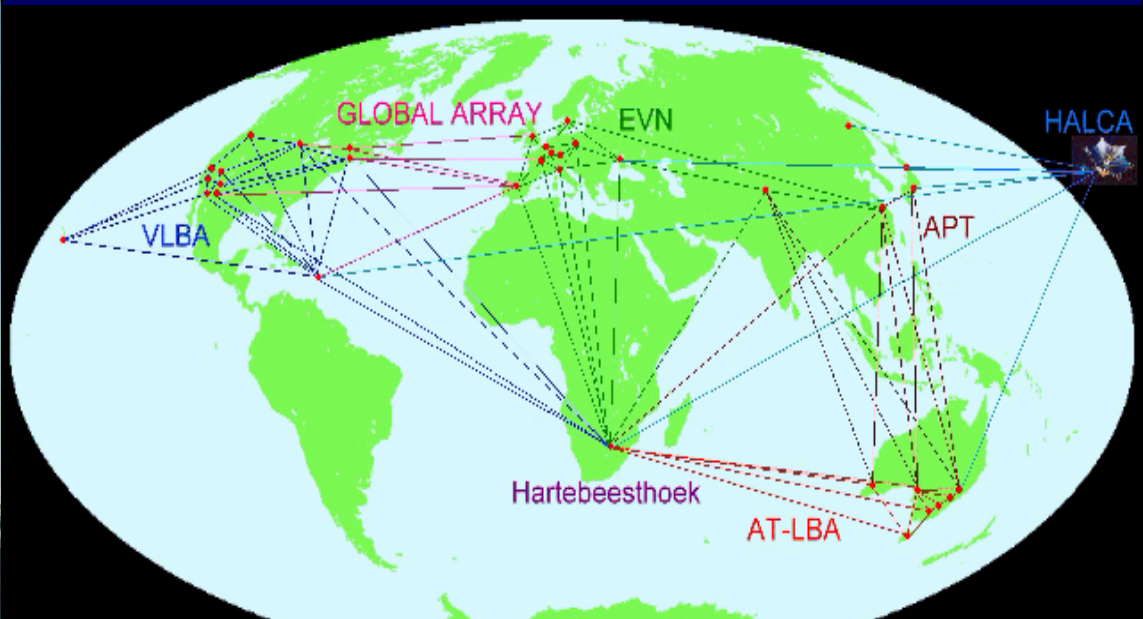 GLOBAL ARRAY
EVN
HALCA
VLBA
APT
Hartebeesthoek
AT-LBA